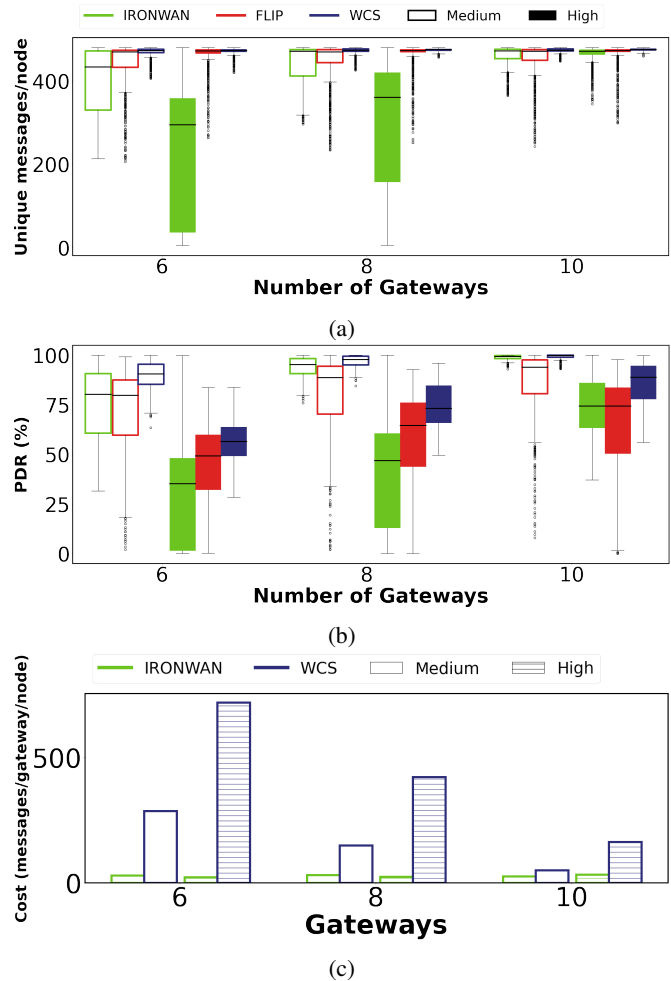 IRONWAN FLIP WCS Medium High
Unique messages/node
400
200
0
6 8 10
Number of Gateways
(a)
PDR (%)
100
75
50
25
0
6 8 10
Number of Gateways
(b)
IRONWAN WCS Medium High
Cost (messages/gateway/node)
500
0
6 8 10
Gateways
(c)